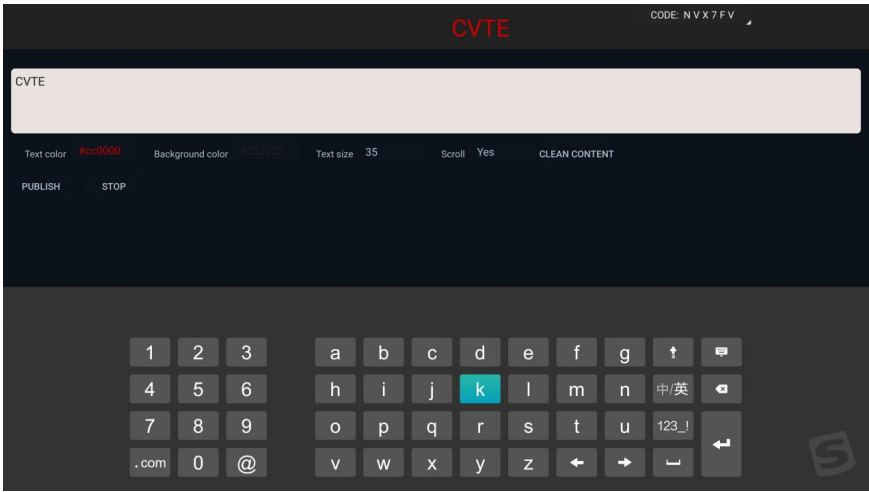 CODE: N V X 7 F V
CVTE
CVTE
Text color #cc0000 Background color #222222 Text size 35 Scroll Yes CLEAN CONTENT
PUBLISH STOP
1 2 3 a b c d e f g
4 5 6 h i j k l m n 中/英
7 8 9 o p q r s t u 123_!
.com 0 @ v w x y z
S